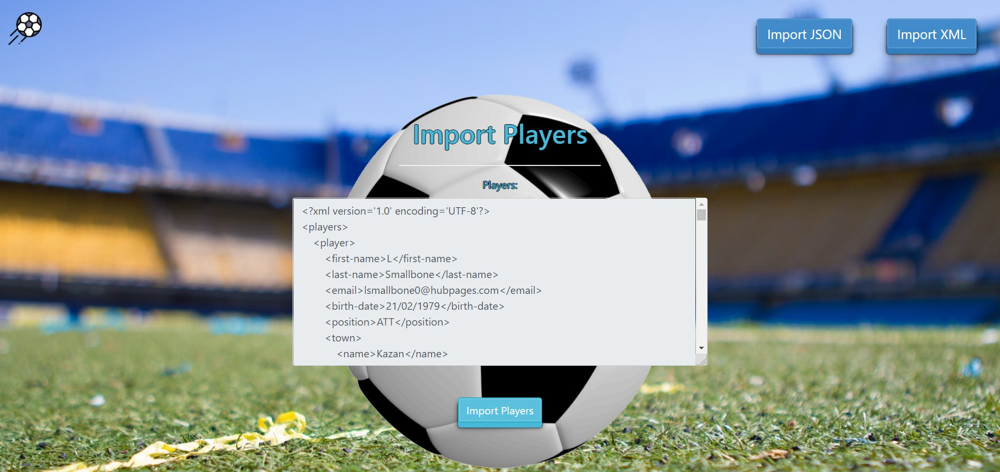 Import JSON
Import XML
Import Players
Players:
<?xml version='1.0' encoding='UTF-8'?>
<players>
<player>
<first-name>L</first-name>
<last-name>Smallbone</last-name>
<email>lsmallbone0@hubpages.com</email>
<birth-date>21/02/1979</birth-date>
<position>ATT</position>
<town>
<name>Kazan</name>
Import Players